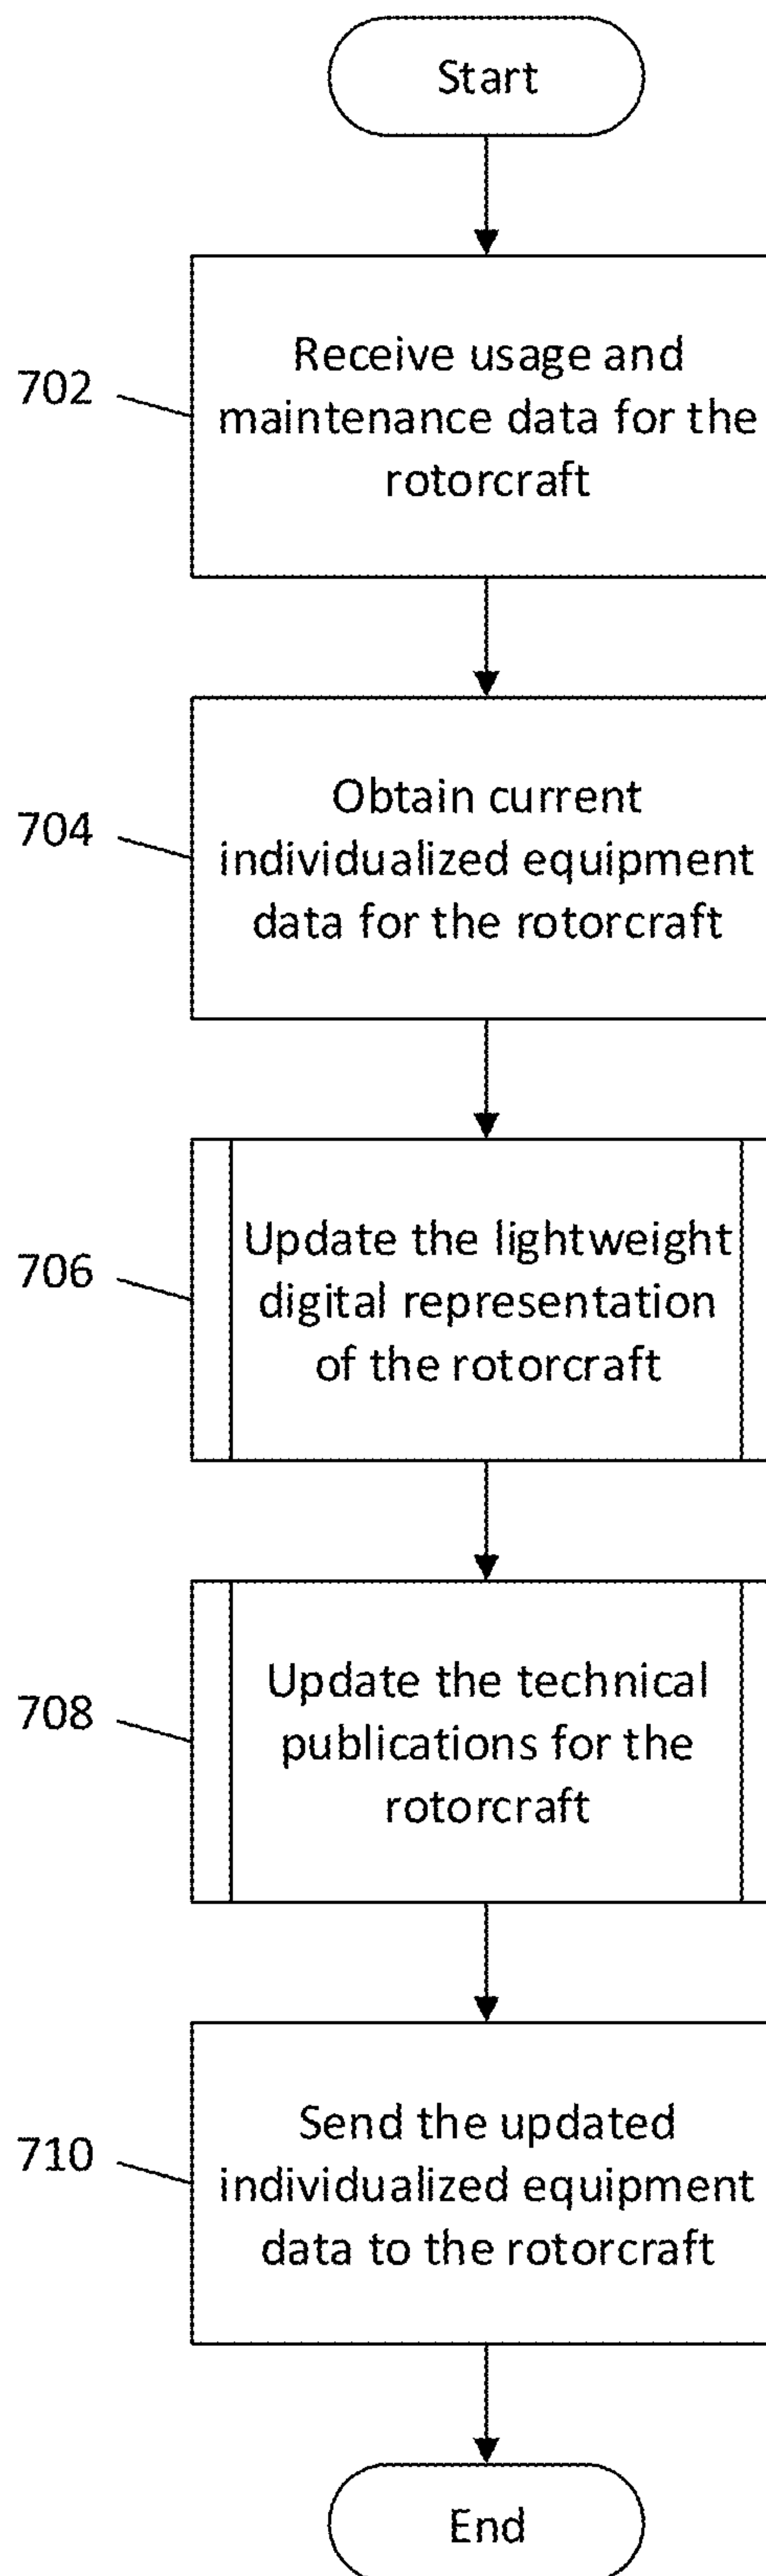 Start
702
Receive usage and
maintenance data for the
rotorcraft
704
Obtain current
individualized equipment
data for the rotorcraft
706
Update the lightweight
digital representation
of the rotorcraft
708
Update the technical
publications for the
rotorcraft
710
Send the updated
individualized equipment
data to the rotorcraft
End